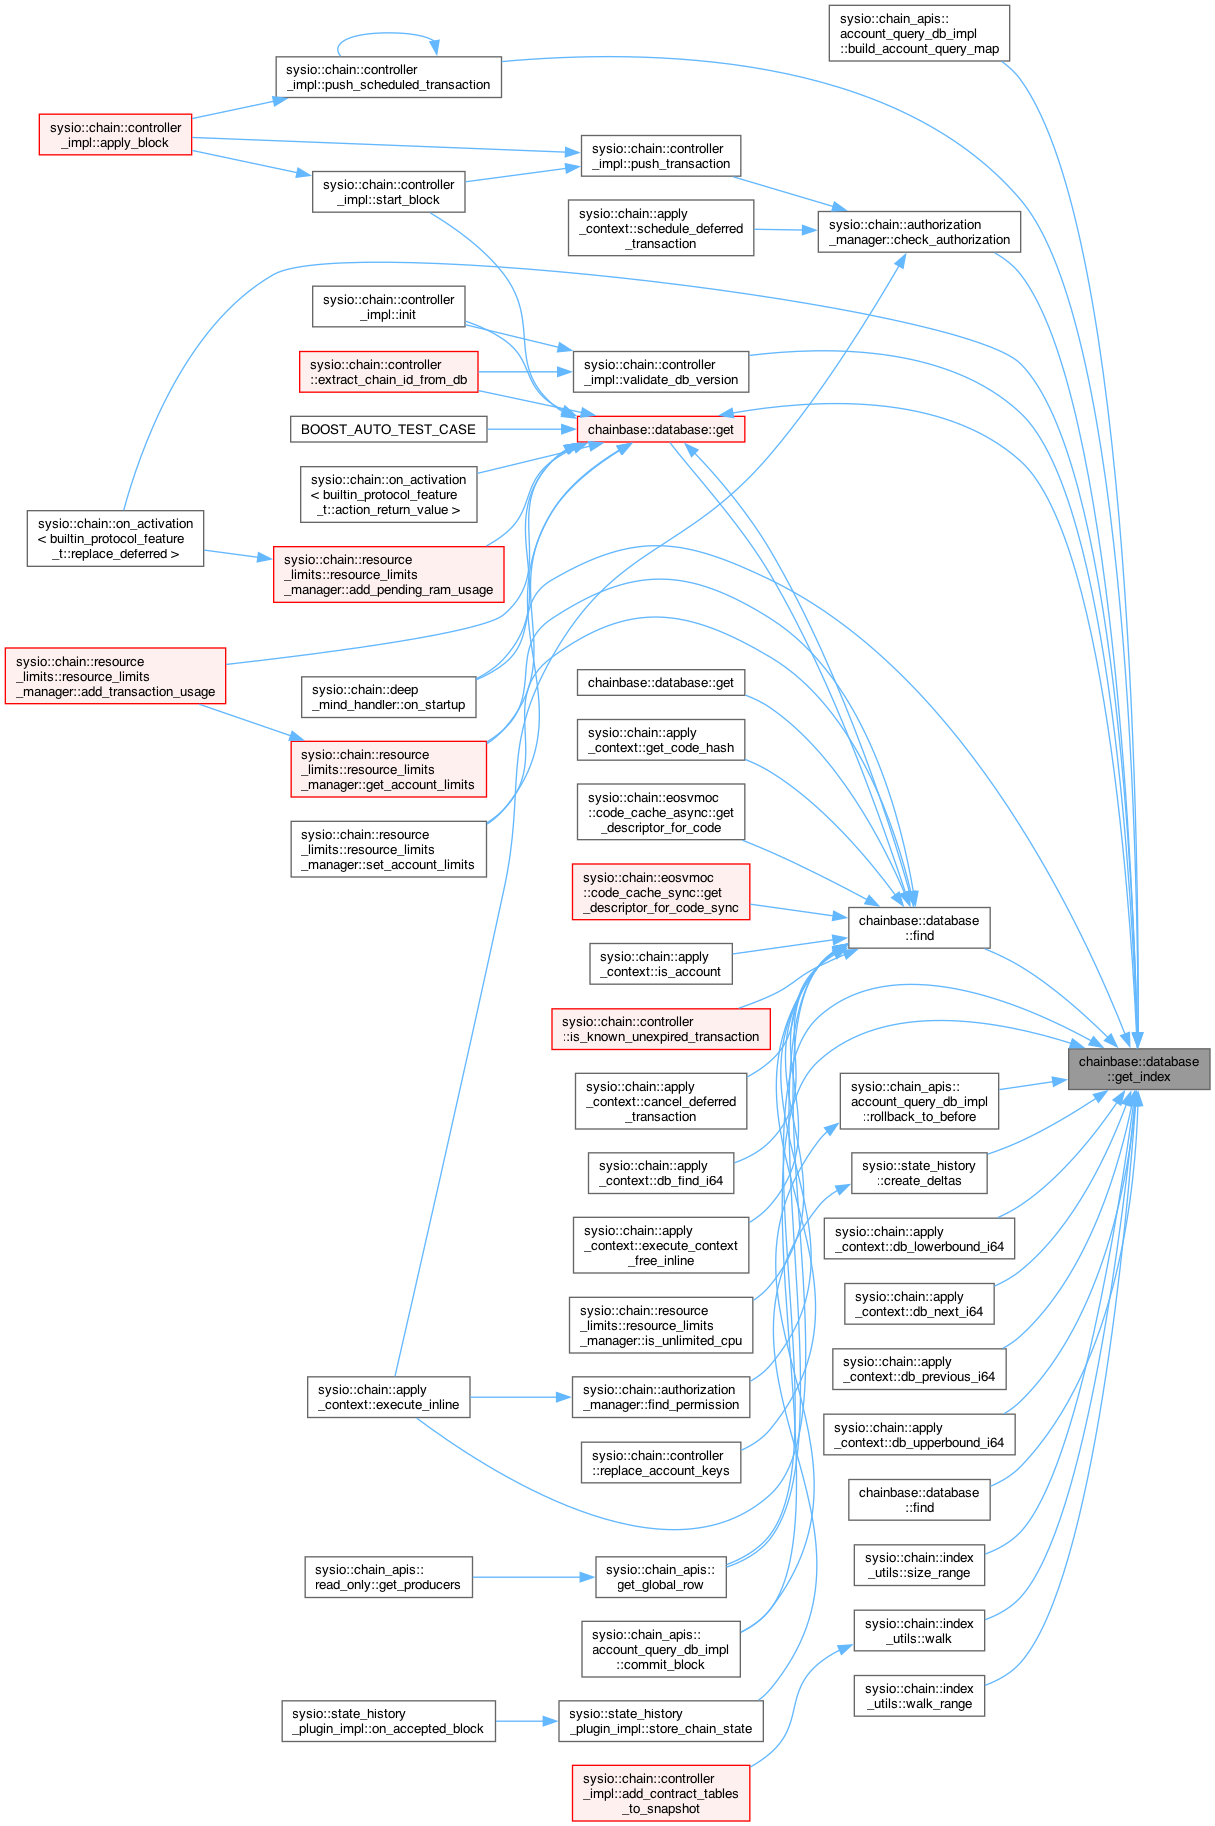 sysio::chain_apis::
account_query_db_impl
::build_account_query_map
sysio::chain::controller
_impl::push_scheduled_transaction
sysio::chain::controller
_impl::apply_block
sysio::chain::controller
_impl::push_transaction
sysio::chain::controller
_impl::start_block
sysio::chain::apply
_context::schedule_deferred
_transaction
sysio::chain::authorization
_manager::check_authorization
sysio::chain::controller
_impl::init
sysio::chain::controller
::extract_chain_id_from_db
sysio::chain::controller
_impl::validate_db_version
BOOST_AUTO_TEST_CASE
chainbase::database::get
sysio::chain::on_activation
< builtin_protocol_feature
_t::action_return_value >
sysio::chain::on_activation
< builtin_protocol_feature
_t::replace_deferred >
sysio::chain::resource
_limits::resource_limits
_manager::add_pending_ram_usage
sysio::chain::resource
_limits::resource_limits
_manager::add_transaction_usage
sysio::chain::deep
_mind_handler::on_startup
sysio::chain::resource
_limits::resource_limits
_manager::get_account_limits
sysio::chain::resource
_limits::resource_limits
_manager::set_account_limits
chainbase::database::get
sysio::chain::apply
_context::get_code_hash
sysio::chain::eosvmoc
::code_cache_async::get
_descriptor_for_code
sysio::chain::eosvmoc
::code_cache_sync::get
_descriptor_for_code_sync
chainbase::database
::find
sysio::chain::apply
_context::is_account
sysio::chain::controller
::is_known_unexpired_transaction
chainbase::database
::get_index
sysio::chain::apply
_context::cancel_deferred
_transaction
sysio::chain_apis::
account_query_db_impl
::rollback_to_before
sysio::chain::apply
_context::db_find_i64
sysio::state_history
::create_deltas
sysio::chain::apply
_context::execute_context
_free_inline
sysio::chain::apply
_context::db_lowerbound_i64
sysio::chain::resource
_limits::resource_limits
_manager::is_unlimited_cpu
sysio::chain::apply
_context::db_next_i64
sysio::chain::apply
_context::db_previous_i64
sysio::chain::apply
_context::execute_inline
sysio::chain::authorization
_manager::find_permission
sysio::chain::apply
_context::db_upperbound_i64
sysio::chain::controller
::replace_account_keys
chainbase::database
::find
sysio::chain::index
_utils::size_range
sysio::chain_apis::
read_only::get_producers
sysio::chain_apis::
get_global_row
sysio::chain::index
_utils::walk
sysio::chain_apis::
account_query_db_impl
::commit_block
sysio::chain::index
_utils::walk_range
sysio::state_history
_plugin_impl::on_accepted_block
sysio::state_history
_plugin_impl::store_chain_state
sysio::chain::controller
_impl::add_contract_tables
_to_snapshot